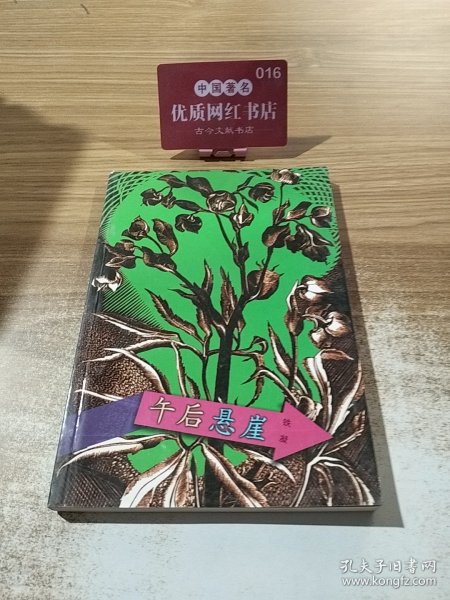 016
中国著名
优质网红书店
古今文献书店
午后悬崖
铁凝
孔夫子旧书网
www.kongfz.com